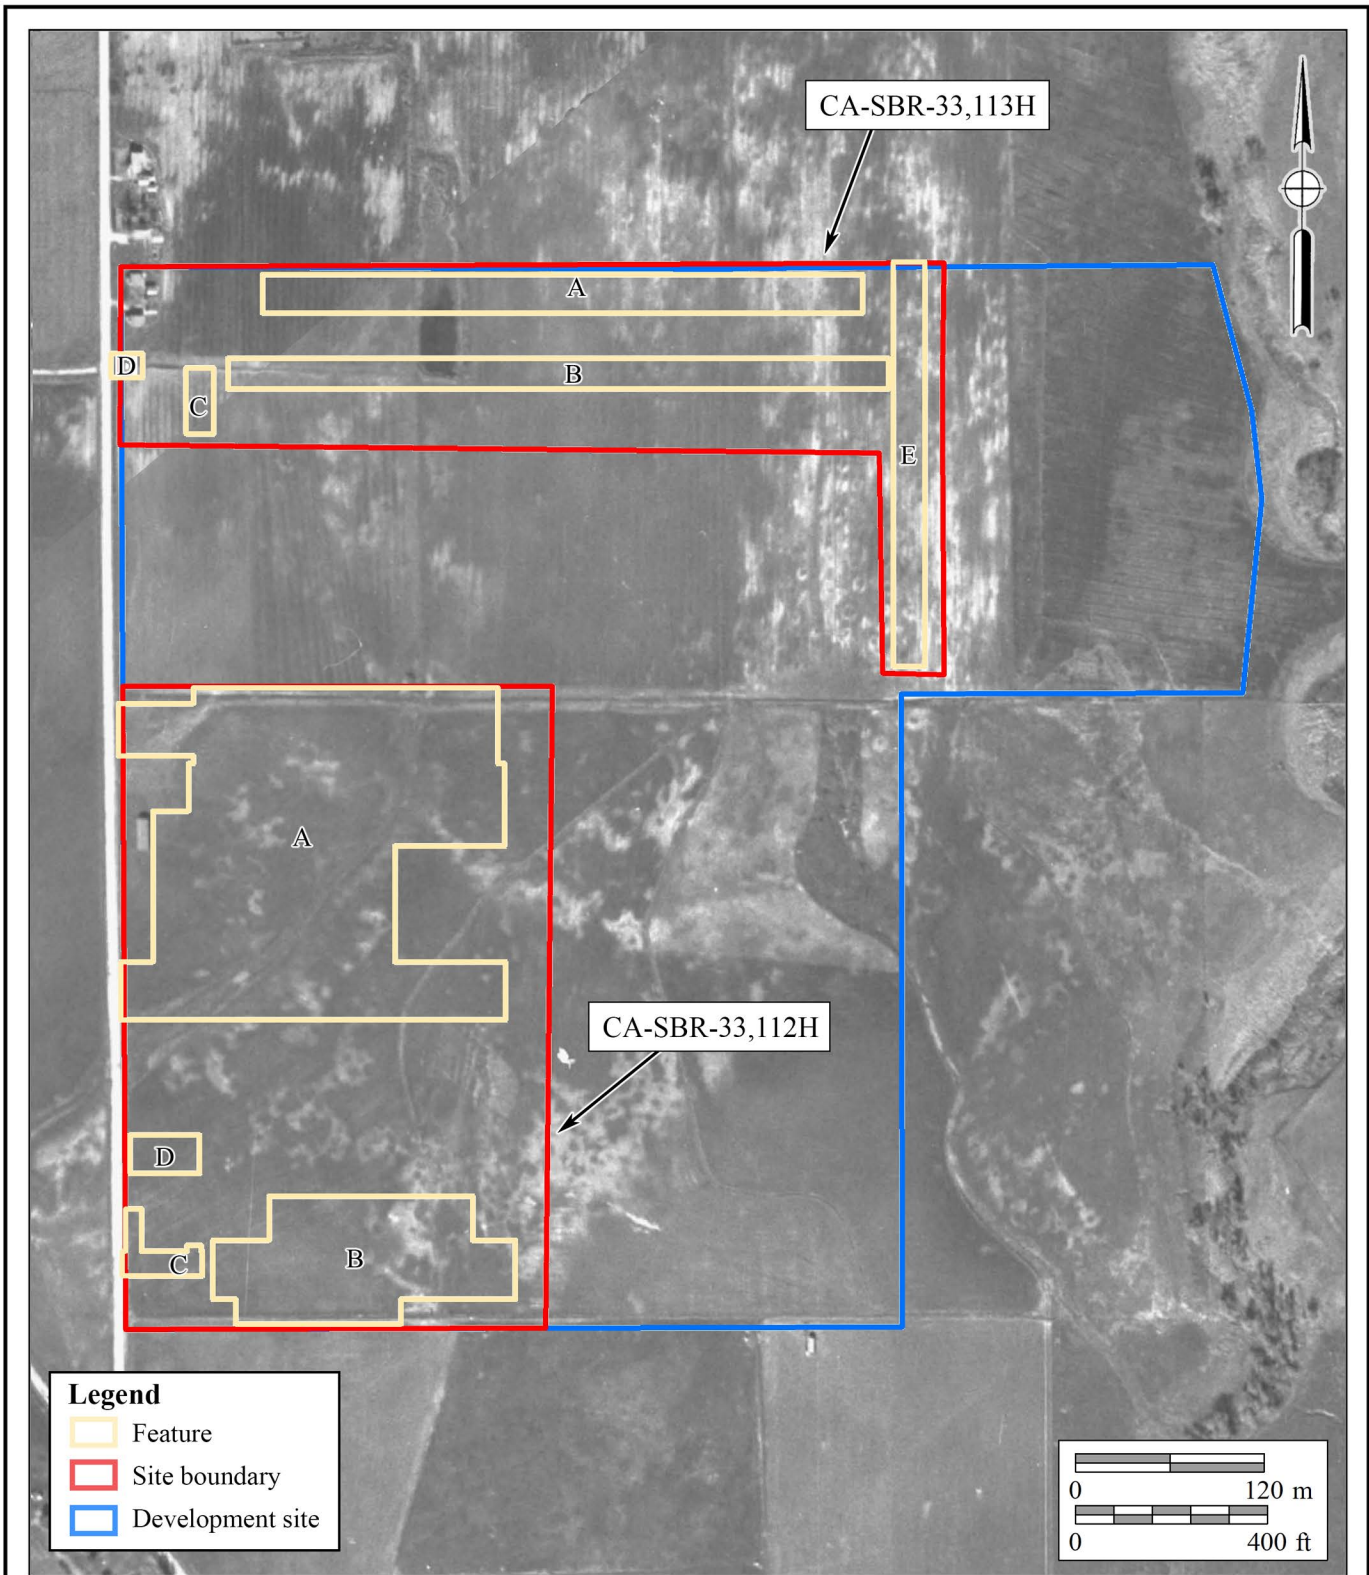 CA-SBR-33,113H
A
D
B
C
E
A
CA-SBR-33,112H
D
C
B
Legend
Feature
Site boundary
Development site
0 120 m
0 400 ft